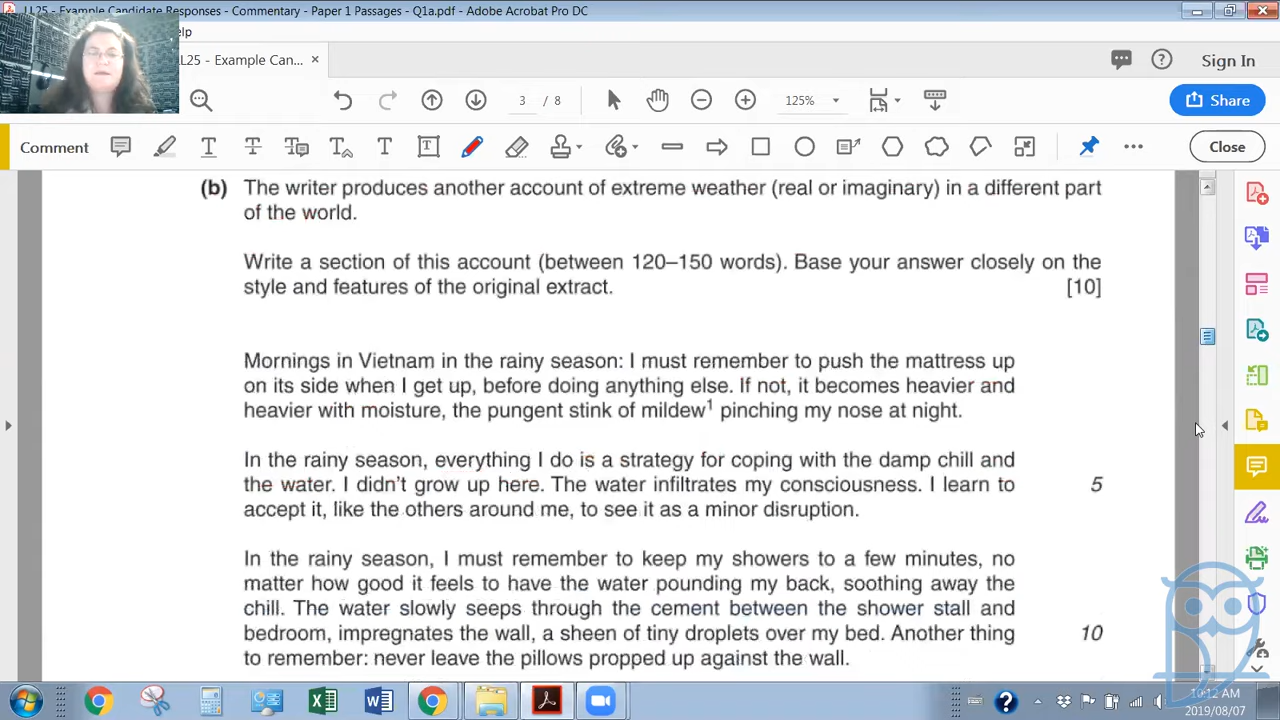 LL25 - Example Candidate Responses - Commentary - Paper 1 Passages - Q1a.pdf - Adobe Acrobat Pro DC
elp
LL25 - Example Can... ×
Sign In
3 / 8
125%
Share
Comment
Close
(b) The writer produces another account of extreme weather (real or imaginary) in a different part
of the world.
Write a section of this account (between 120–150 words). Base your answer closely on the
style and features of the original extract. [10]
Mornings in Vietnam in the rainy season: I must remember to push the mattress up
on its side when I get up, before doing anything else. If not, it becomes heavier and
heavier with moisture, the pungent stink of mildew1 pinching my nose at night.
In the rainy season, everything I do is a strategy for coping with the damp chill and
the water. I didn't grow up here. The water infiltrates my consciousness. I learn to 5
accept it, like the others around me, to see it as a minor disruption.
In the rainy season, I must remember to keep my showers to a few minutes, no
matter how good it feels to have the water pounding my back, soothing away the
chill. The water slowly seeps through the cement between the shower stall and
bedroom, impregnates the wall, a sheen of tiny droplets over my bed. Another thing 10
to remember: never leave the pillows propped up against the wall.
10:12 AM
2019/08/07